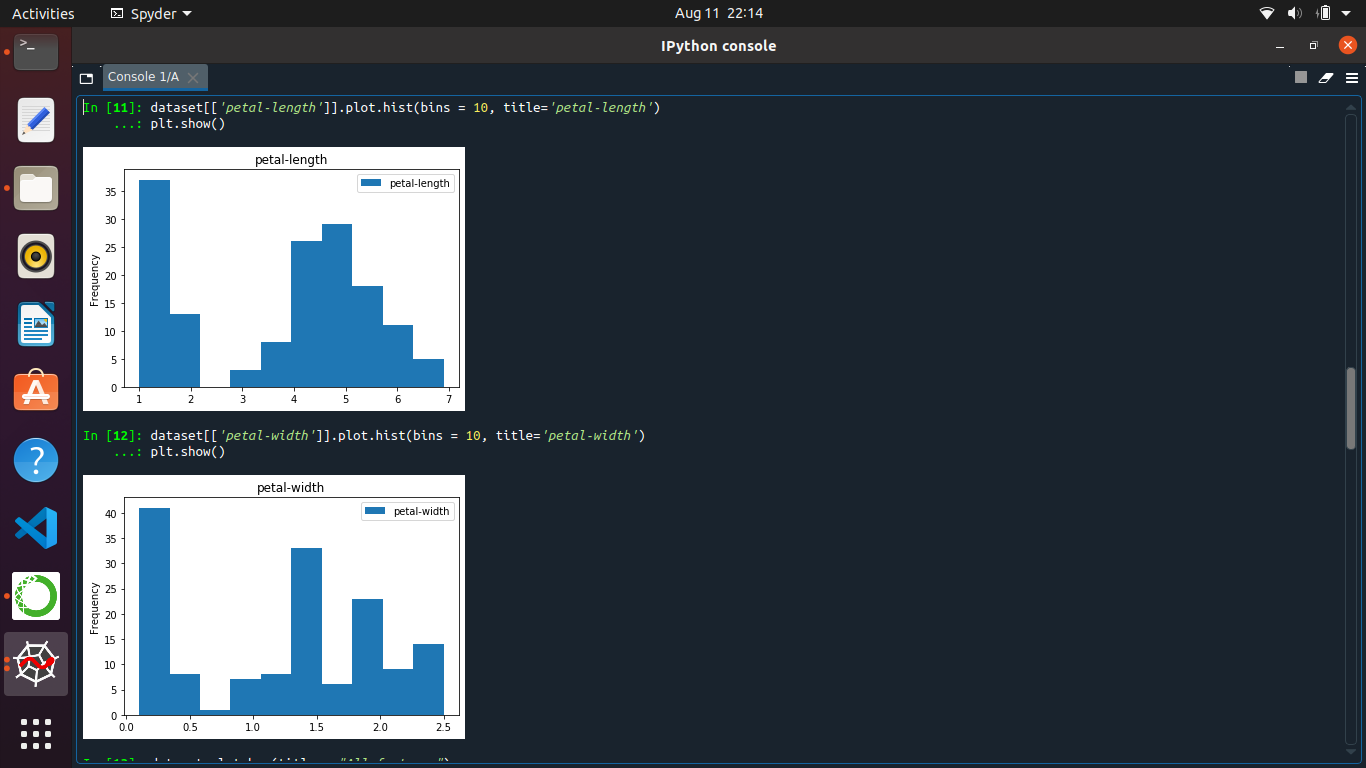 Activities Spyder Aug 11 22:14
IPython console
Console 1/A
In [11]: dataset[['petal-length']].plot.hist(bins = 10, title='petal-length')
...: plt.show()
petal-length
petal-length
35
30
25
20
15
10
5
0
Frequency
1 2 3 4 5 6 7
In [12]: dataset[['petal-width']].plot.hist(bins = 10, title='petal-width')
...: plt.show()
petal-width
petal-width
40
35
30
25
20
15
10
5
0
Frequency
0.0 0.5 1.0 1.5 2.0 2.5
In [13]: